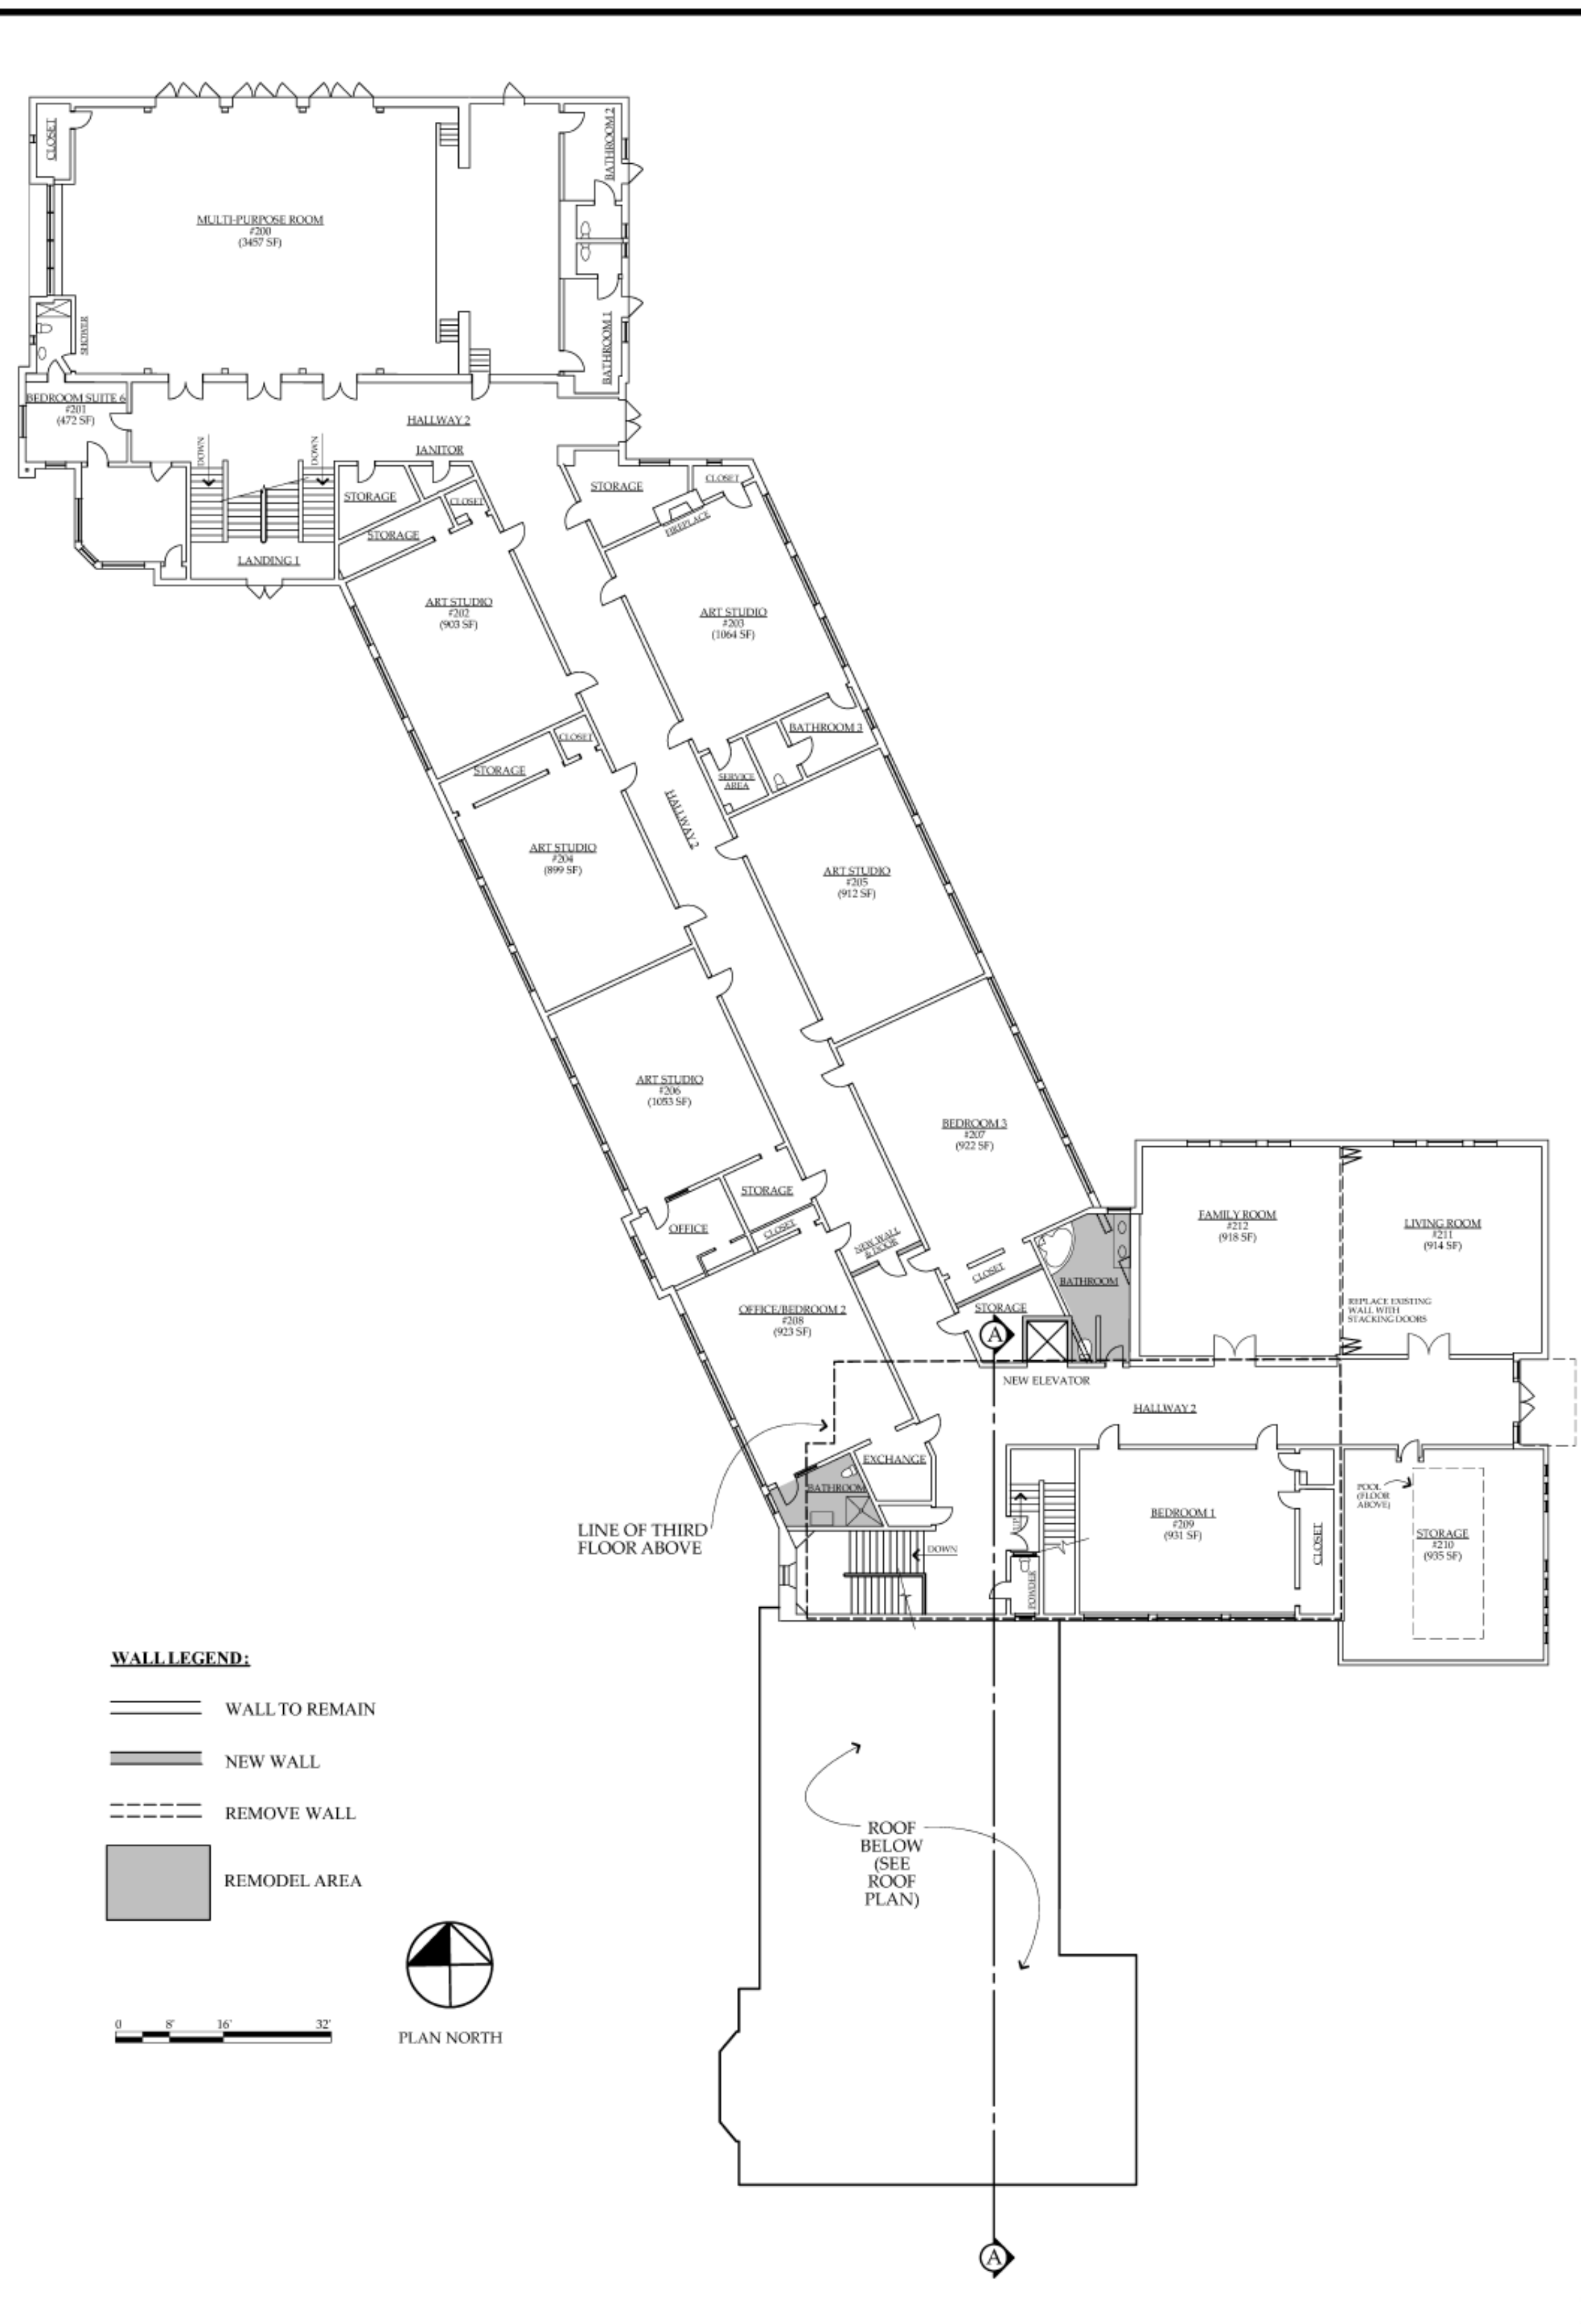 CLOSET
BATHROOM 2
MULTI-PURPOSE ROOM
#200
(3457 SF)
SHOWER
BATHROOM 1
BEDROOM SUITE 6
#201
(472 SF)
HALLWAY 2
DOWN
DOWN
JANITOR
STORAGE
CLOSET
STORAGE
CLOSET
FIREPLACE
STORAGE
LANDING 1
ART STUDIO
#202
(903 SF)
ART STUDIO
#203
(1064 SF)
BATHROOM 3
CLOSET
STORAGE
SERVICE
AREA
HALLWAY 2
ART STUDIO
#204
(899 SF)
ART STUDIO
#205
(912 SF)
ART STUDIO
#206
(1053 SF)
BEDROOM 3
#207
(922 SF)
STORAGE
OFFICE
CLOSET
NEW WALL
& DOOR
CLOSET
BATHROOM
FAMILY ROOM
#212
(918 SF)
LIVING ROOM
#211
(914 SF)
REPLACE EXISTING
WALL WITH
STACKING DOORS
OFFICE/BEDROOM 2
#208
(923 SF)
STORAGE
A
NEW ELEVATOR
HALLWAY 2
EXCHANGE
BATHROOM
POOL
(FLOOR
ABOVE)
BEDROOM 1
#209
(931 SF)
CLOSET
STORAGE
#210
(935 SF)
UP
DOWN
POWDER
LINE OF THIRD
FLOOR ABOVE
WALL LEGEND:
WALL TO REMAIN
NEW WALL
REMOVE WALL
REMODEL AREA
ROOF
BELOW
(SEE
ROOF
PLAN)
0 8' 16' 32'
PLAN NORTH
A